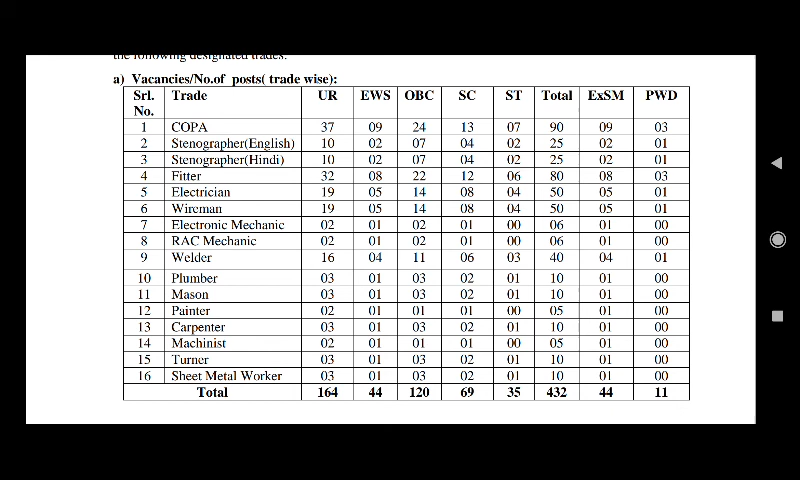 the following designated trades.
a) Vacancies/No.of posts( trade wise):
Srl. No. Trade UR EWS OBC SC ST Total ExSM PWD
1 COPA 37 09 24 13 07 90 09 03
2 Stenographer(English) 10 02 07 04 02 25 02 01
3 Stenographer(Hindi) 10 02 07 04 02 25 02 01
4 Fitter 32 08 22 12 06 80 08 03
5 Electrician 19 05 14 08 04 50 05 01
6 Wireman 19 05 14 08 04 50 05 01
7 Electronic Mechanic 02 01 02 01 00 06 01 00
8 RAC Mechanic 02 01 02 01 00 06 01 00
9 Welder 16 04 11 06 03 40 04 01
10 Plumber 03 01 03 02 01 10 01 00
11 Mason 03 01 03 02 01 10 01 00
12 Painter 02 01 01 01 00 05 01 00
13 Carpenter 03 01 03 02 01 10 01 00
14 Machinist 02 01 01 01 00 05 01 00
15 Turner 03 01 03 02 01 10 01 00
16 Sheet Metal Worker 03 01 03 02 01 10 01 00
Total 164 44 120 69 35 432 44 11